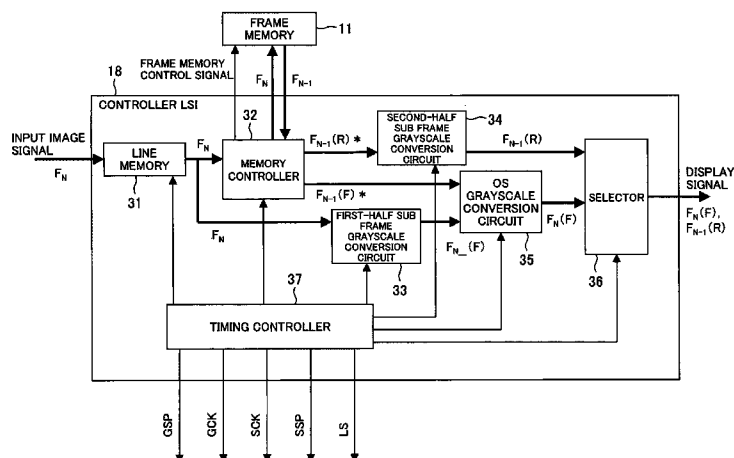 FRAME MEMORY
11
FRAME MEMORY
CONTROL SIGNAL
F_N
F_N-1
18
CONTROLLER LSI
32
34
INPUT IMAGE
SIGNAL
F_N
LINE
MEMORY
31
F_N
MEMORY
CONTROLLER
F_N-1(R) *
SECOND-HALF
SUB FRAME
GRAYSCALE
CONVERSION
CIRCUIT
F_N-1(R)
F_N-1(F) *
OS
GRAYSCALE
CONVERSION
CIRCUIT
35
F_N(F)
SELECTOR
36
DISPLAY
SIGNAL
F_N(F),
F_N-1(R)
F_N
FIRST-HALF SUB
FRAME
GRAYSCALE
CONVERSION
CIRCUIT
33
F_N_(F)
37
TIMING CONTROLLER
GSP
GCK
SCK
SSP
LS